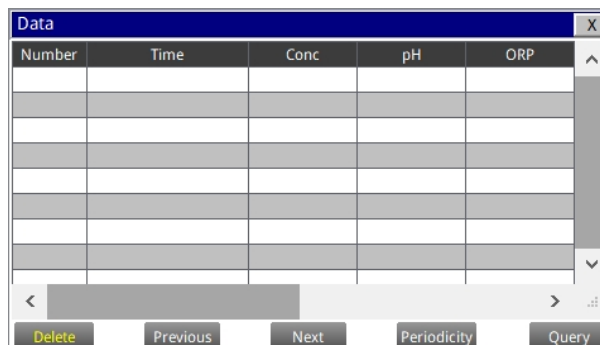 Data X
Number Time Conc pH ORP
Delete Previous Next Periodicity Query